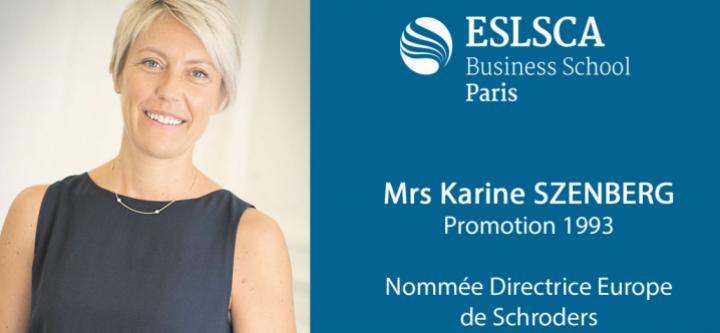 ESLSCA
Business School
Paris
Mrs Karine SZENBERG
Promotion 1993
Nommée Directrice Europe
de Schroders